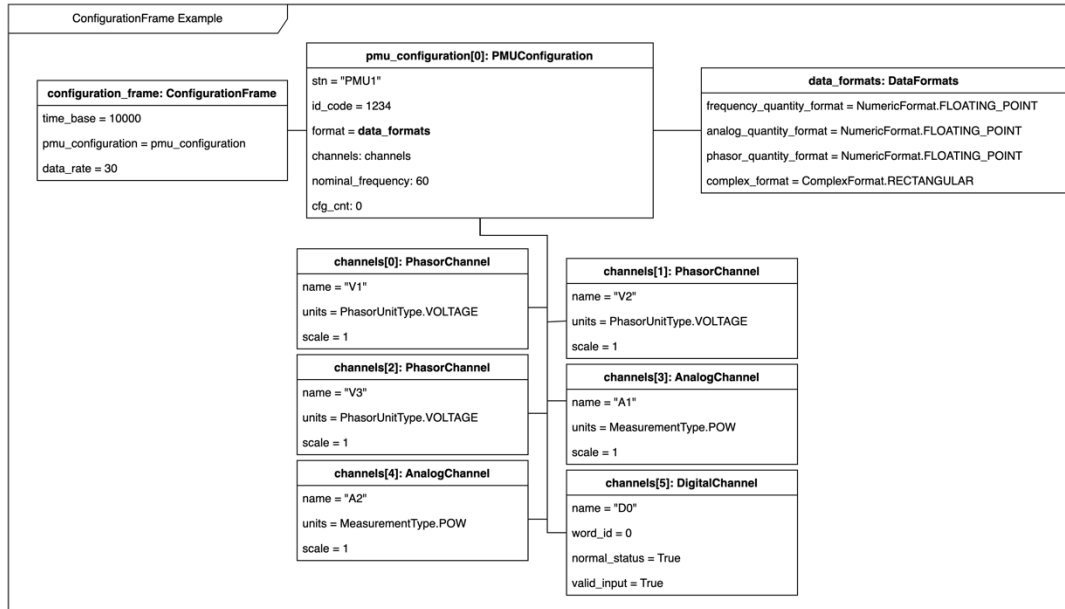 ConfigurationFrame Example
pmu_configuration[0]: PMUConfiguration
stn = "PMU1"
id_code = 1234
format = data_formats
channels: channels
nominal_frequency: 60
cfg_cnt: 0
configuration_frame: ConfigurationFrame
time_base = 10000
pmu_configuration = pmu_configuration
data_rate = 30
data_formats: DataFormats
frequency_quantity_format = NumericFormat.FLOATING_POINT
analog_quantity_format = NumericFormat.FLOATING_POINT
phasor_quantity_format = NumericFormat.FLOATING_POINT
complex_format = ComplexFormat.RECTANGULAR
channels[0]: PhasorChannel
name = "V1"
units = PhasorUnitType.VOLTAGE
scale = 1
channels[1]: PhasorChannel
name = "V2"
units = PhasorUnitType.VOLTAGE
scale = 1
channels[2]: PhasorChannel
name = "V3"
units = PhasorUnitType.VOLTAGE
scale = 1
channels[3]: AnalogChannel
name = "A1"
units = MeasurementType.POW
scale = 1
channels[4]: AnalogChannel
name = "A2"
units = MeasurementType.POW
scale = 1
channels[5]: DigitalChannel
name = "D0"
word_id = 0
normal_status = True
valid_input = True